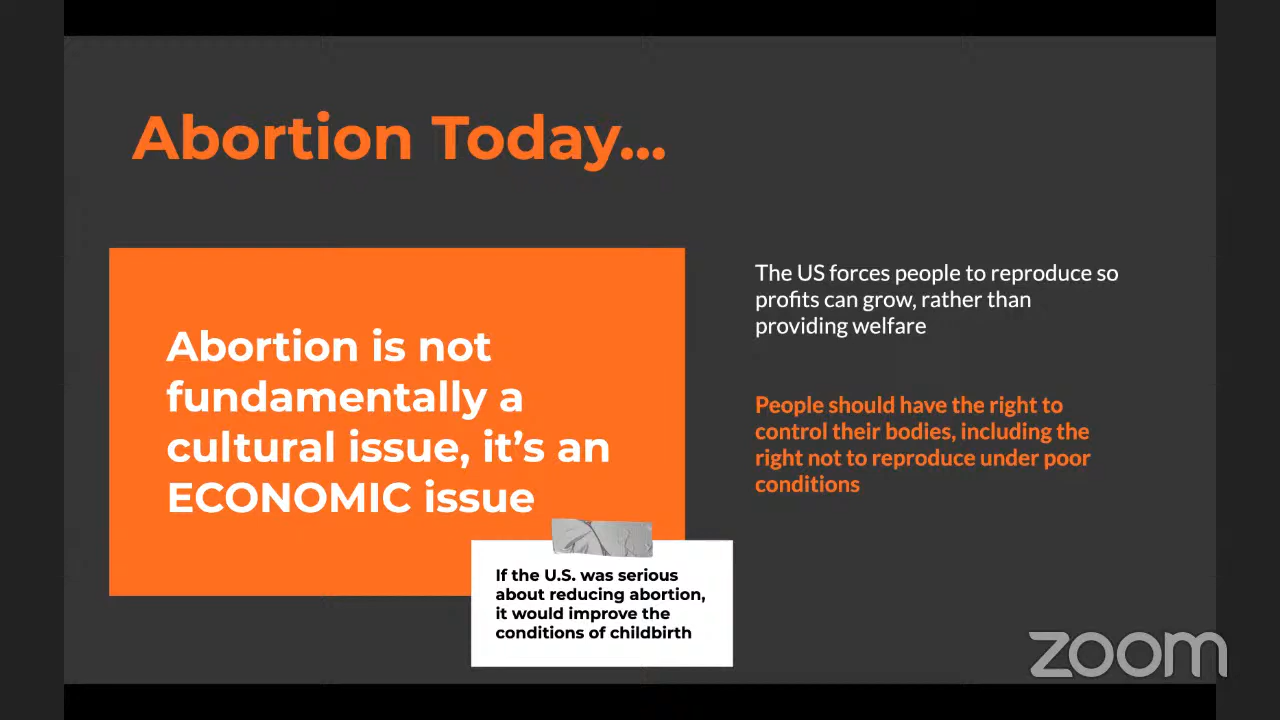 Abortion Today...
Abortion is not
fundamentally a
cultural issue, it's an
ECONOMIC issue
If the U.S. was serious
about reducing abortion,
it would improve the
conditions of childbirth
The US forces people to reproduce so
profits can grow, rather than
providing welfare
People should have the right to
control their bodies, including the
right not to reproduce under poor
conditions
zoom